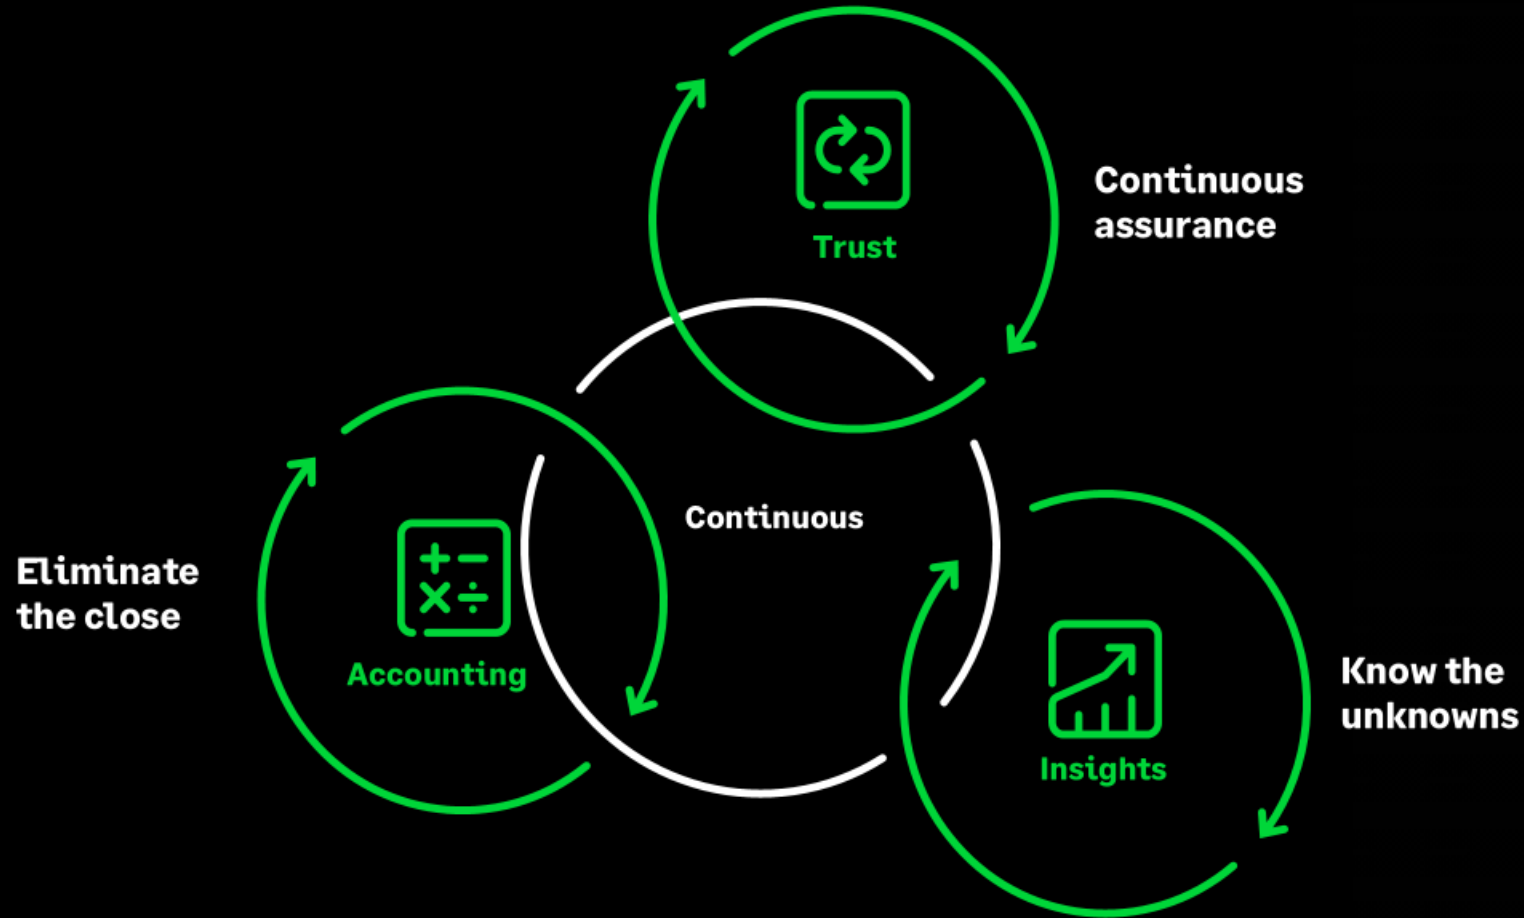 Trust
Continuous
assurance
Continuous
Eliminate
the close
Accounting
Know the
unknowns
Insights